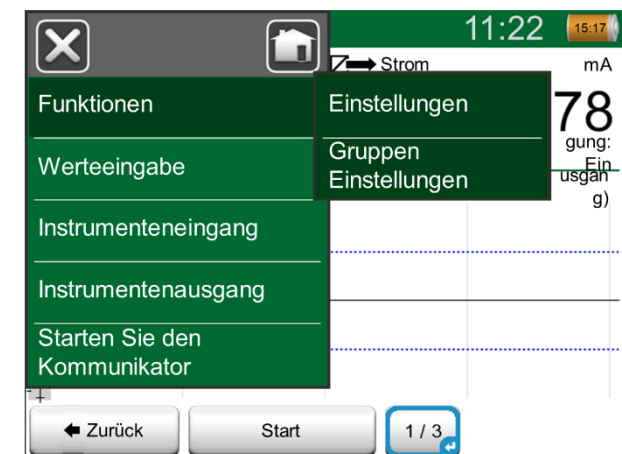 11:22
15:17
Strom
mA
Funktionen
Einstellungen
78
gung:
Ein
usgan
g)
Gruppen
Einstellungen
Werteeingabe
Instrumenteneingang
Instrumentenausgang
Starten Sie den
Kommunikator
Zurück
Start
1 / 3